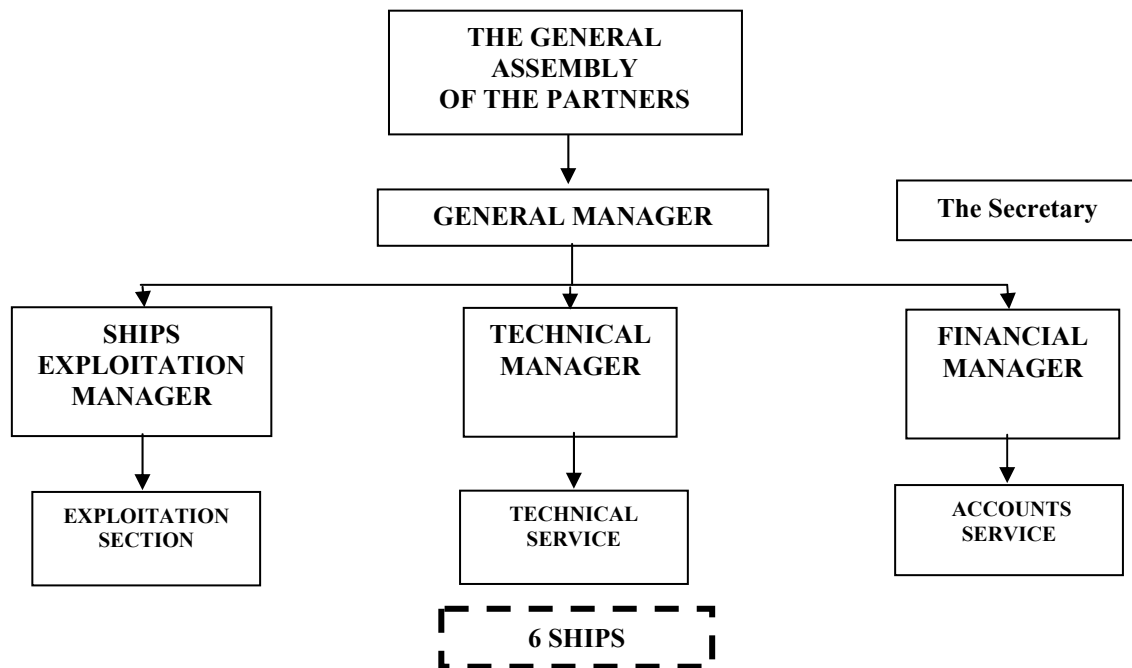 THE GENERAL
ASSEMBLY
OF THE PARTNERS
GENERAL MANAGER
The Secretary
SHIPS
EXPLOITATION
MANAGER
TECHNICAL
MANAGER
FINANCIAL
MANAGER
EXPLOITATION
SECTION
TECHNICAL
SERVICE
ACCOUNTS
SERVICE
6 SHIPS